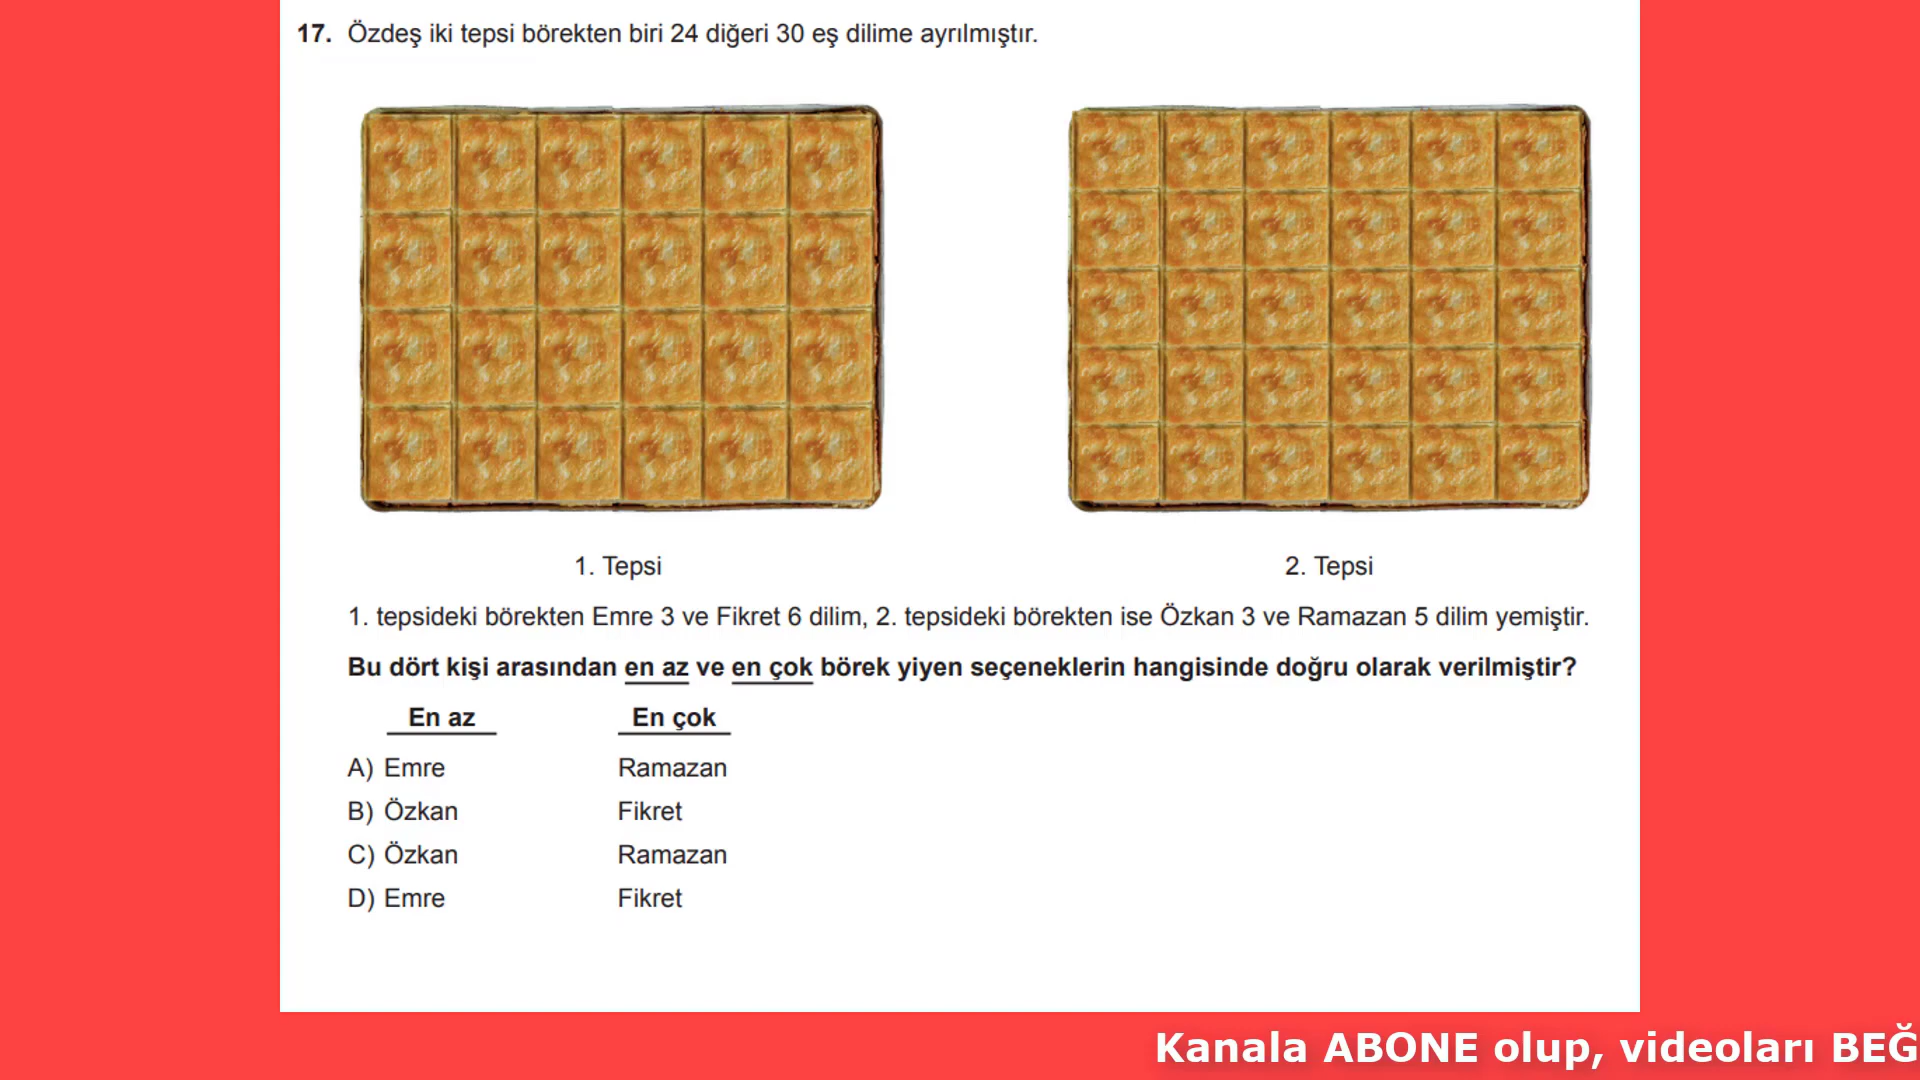 17. Özdeş iki tepsi börekten biri 24 diğeri 30 eş dilime ayrılmıştır.
1. Tepsi
2. Tepsi
1. tepsideki börekten Emre 3 ve Fikret 6 dilim, 2. tepsideki börekten ise Özkan 3 ve Ramazan 5 dilim yemiştir.
Bu dört kişi arasından en az ve en çok börek yiyen seçeneklerin hangisinde doğru olarak verilmiştir?
En az En çok
A) Emre Ramazan
B) Özkan Fikret
C) Özkan Ramazan
D) Emre Fikret
Kanala ABONE olup, videoları BEĞ